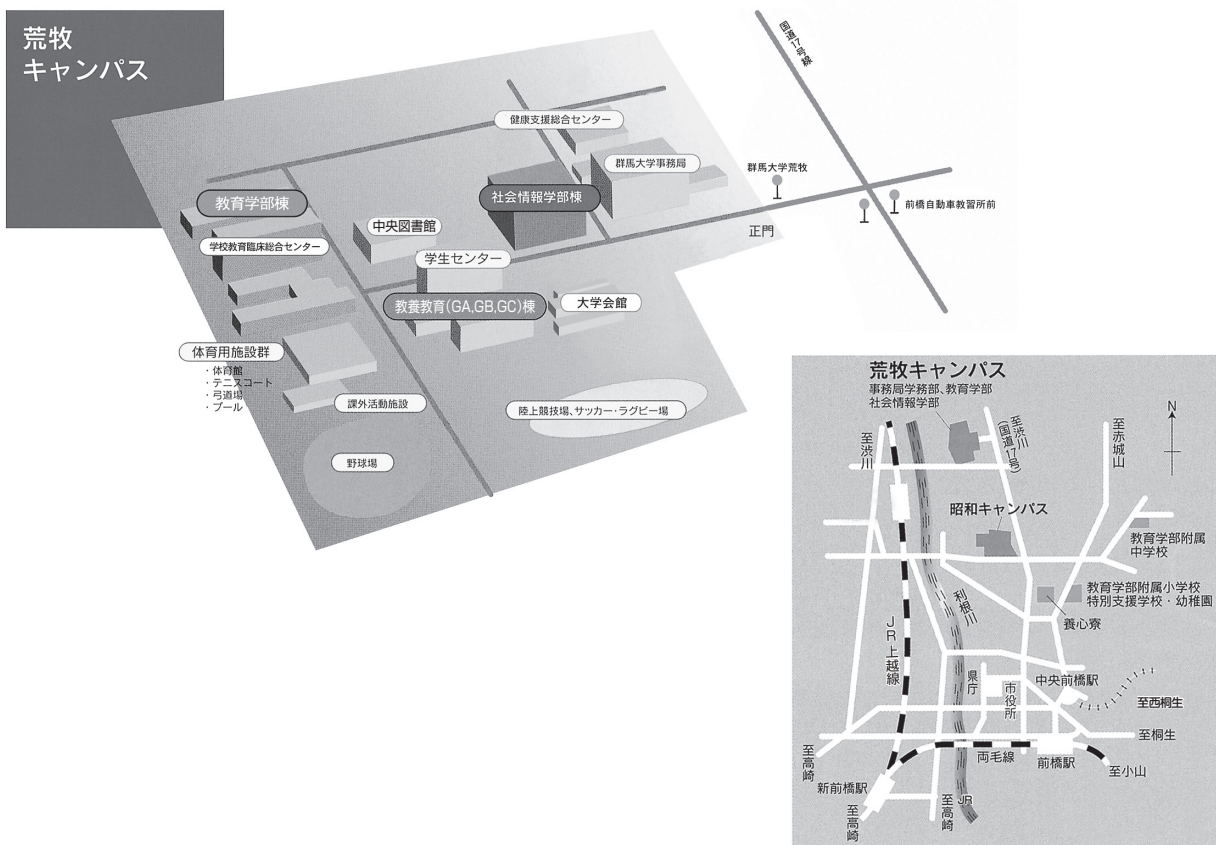 荒牧
キャンパス
国道17号線
健康支援総合センター
群馬大学事務局
群馬大学荒牧
教育学部棟
社会情報学部棟
前橋自動車教習所前
中央図書館
正門
学校教育臨床総合センター
学生センター
教養教育(GA,GB,GC)棟
大学会館
体育用施設群
・体育館
・テニスコート
・弓道場
・プール
課外活動施設
陸上競技場、サッカー・ラグビー場
野球場
荒牧キャンパス
事務局学務部、教育学部
社会情報学部
N
至渋川
至渋川
(国道17号)
至赤城山
昭和キャンパス
教育学部附属
中学校
教育学部附属小学校
特別支援学校・幼稚園
養心寮
利根川
JR上越線
県庁
市役所
中央前橋駅
至西桐生
至桐生
至高崎
両毛線
前橋駅
至小山
新前橋駅
至高崎
至高崎
JR